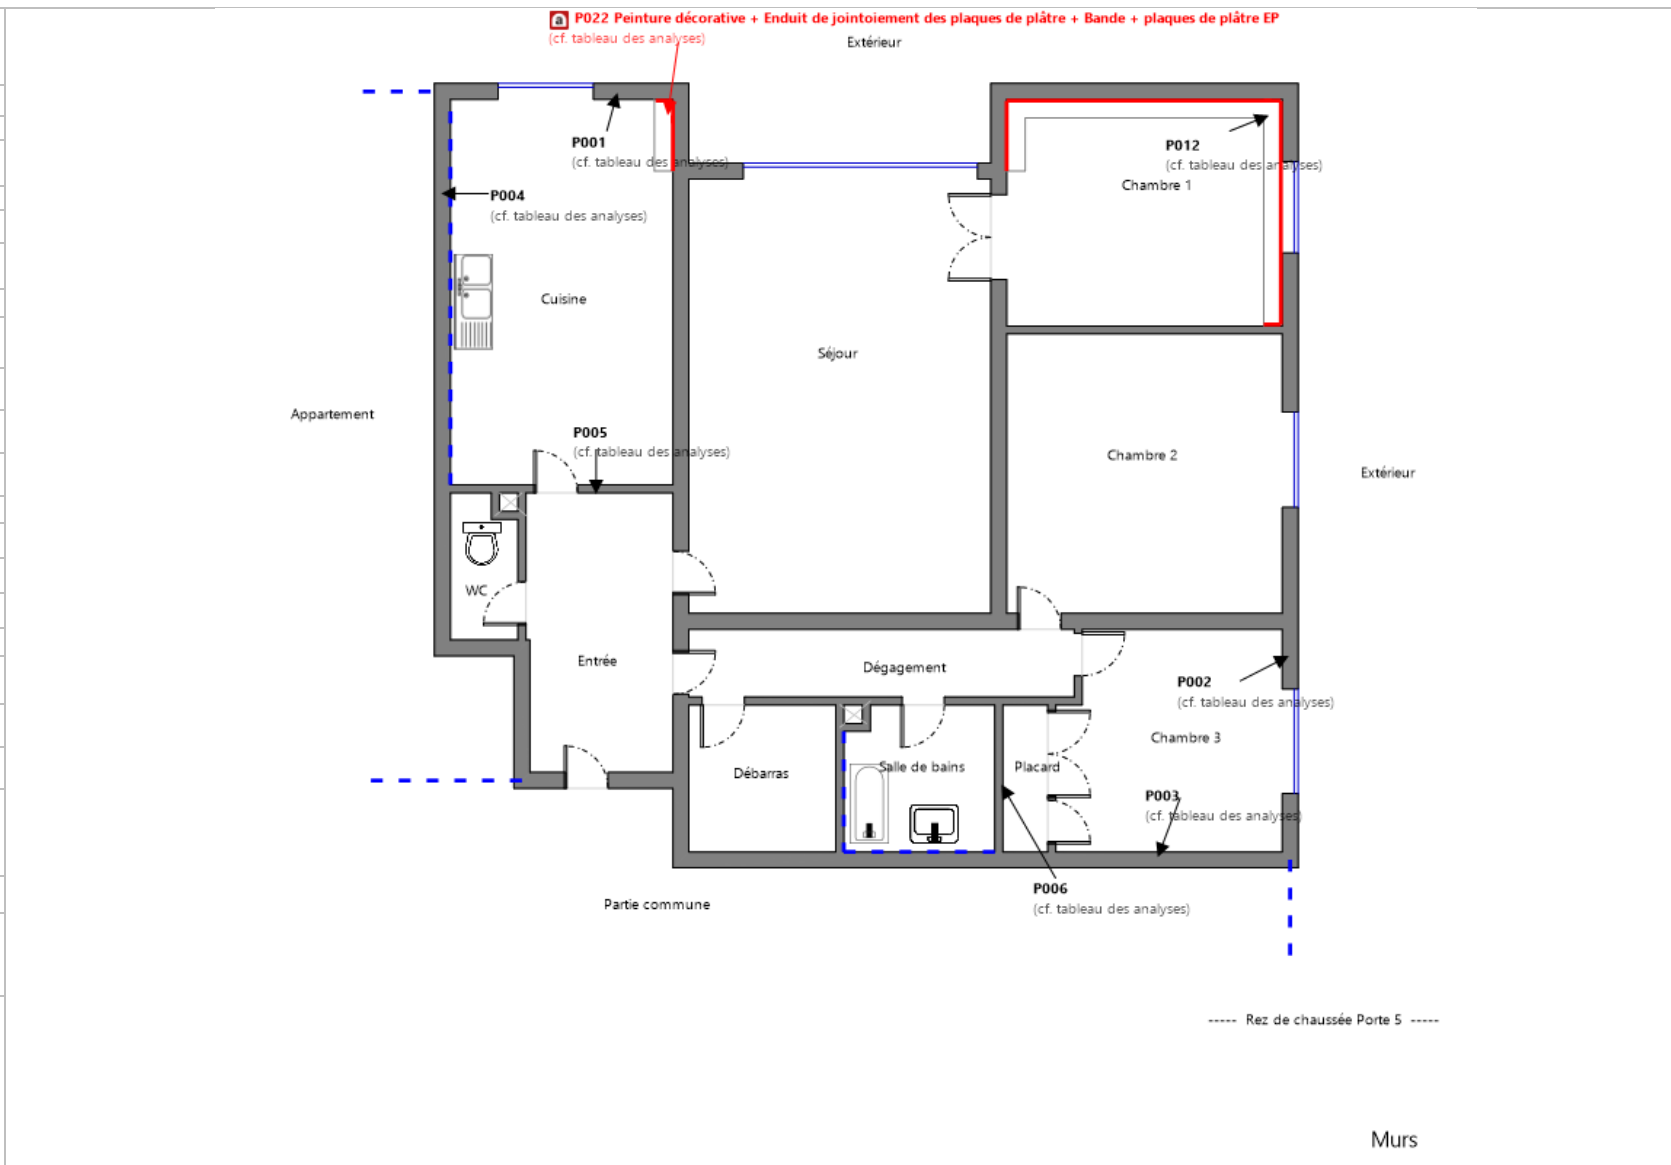 a P022 Peinture décorative + Enduit de jointoiement des plaques de plâtre + Bande + plaques de plâtre EP
(cf. tableau des analyses)
Extérieur
P001
(cf. tableau des analyses)
P012
(cf. tableau des analyses)
Chambre 1
P004
(cf. tableau des analyses)
Cuisine
Séjour
Appartement
P005
(cf. tableau des analyses)
Chambre 2
Extérieur
WC
Entrée
Dégagement
P002
(cf. tableau des analyses)
Chambre 3
Débarras
Salle de bains
Placard
P003
(cf. tableau des analyses)
P006
(cf. tableau des analyses)
Partie commune
----- Rez de chaussée Porte 5 -----
Murs